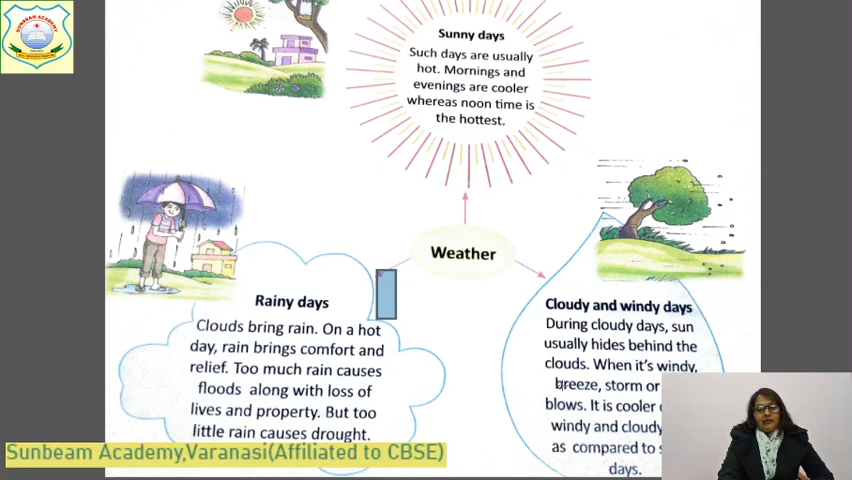 SUNBEAM ACADEMY
Sunny days
Such days are usually
hot. Mornings and
evenings are cooler
whereas noon time is
the hottest.
Weather
Rainy days
Clouds bring rain. On a hot
day, rain brings comfort and
relief. Too much rain causes
floods along with loss of
lives and property. But too
little rain causes drought.
Cloudy and windy days
During cloudy days, sun
usually hides behind the
clouds. When it's windy,
breeze, storm or
blows. It is cooler
windy and cloudy
as compared to
days.
Sunbeam Academy,Varanasi(Affiliated to CBSE)